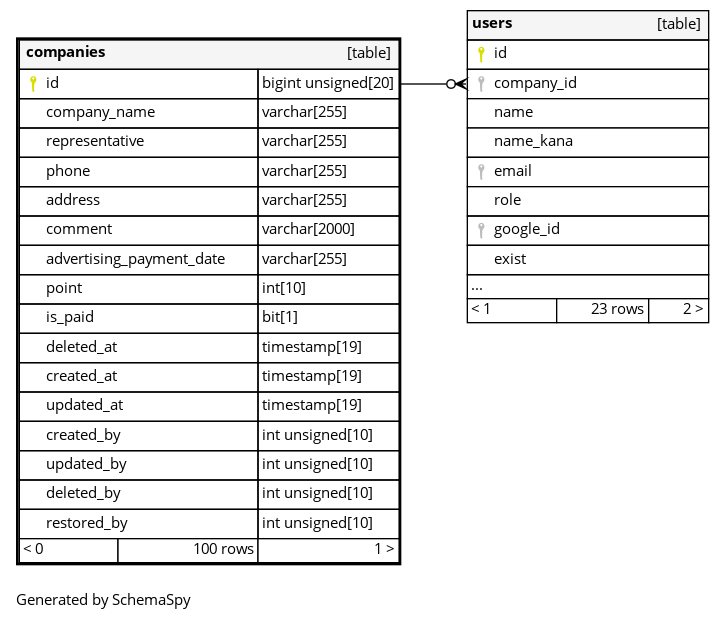 companies [table]
id bigint unsigned[20]
company_name varchar[255]
representative varchar[255]
phone varchar[255]
address varchar[255]
comment varchar[2000]
advertising_payment_date varchar[255]
point int[10]
is_paid bit[1]
deleted_at timestamp[19]
created_at timestamp[19]
updated_at timestamp[19]
created_by int unsigned[10]
updated_by int unsigned[10]
deleted_by int unsigned[10]
restored_by int unsigned[10]
< 0 100 rows 1 >
users [table]
id
company_id
name
name_kana
email
role
google_id
exist
...
< 1 23 rows 2 >
Generated by SchemaSpy